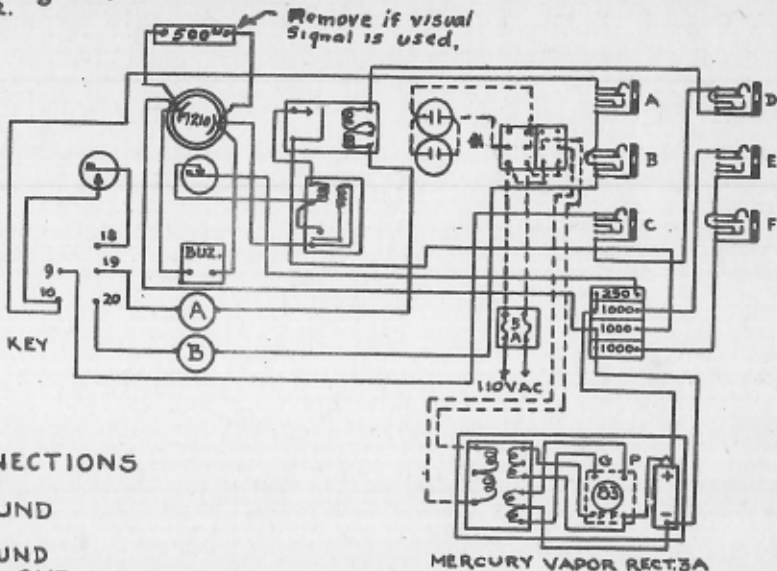 Remove if visual
Signal is used.
500
M210
A
D
B
E
C
F
18
9
19
10
20
BUZ.
A
B
KEY
250
1000
1000
1000
5
A
110VAC
G
P
83
+
-
NECTIONS
UND
UND
MERCURY VAPOR RECT. 3A